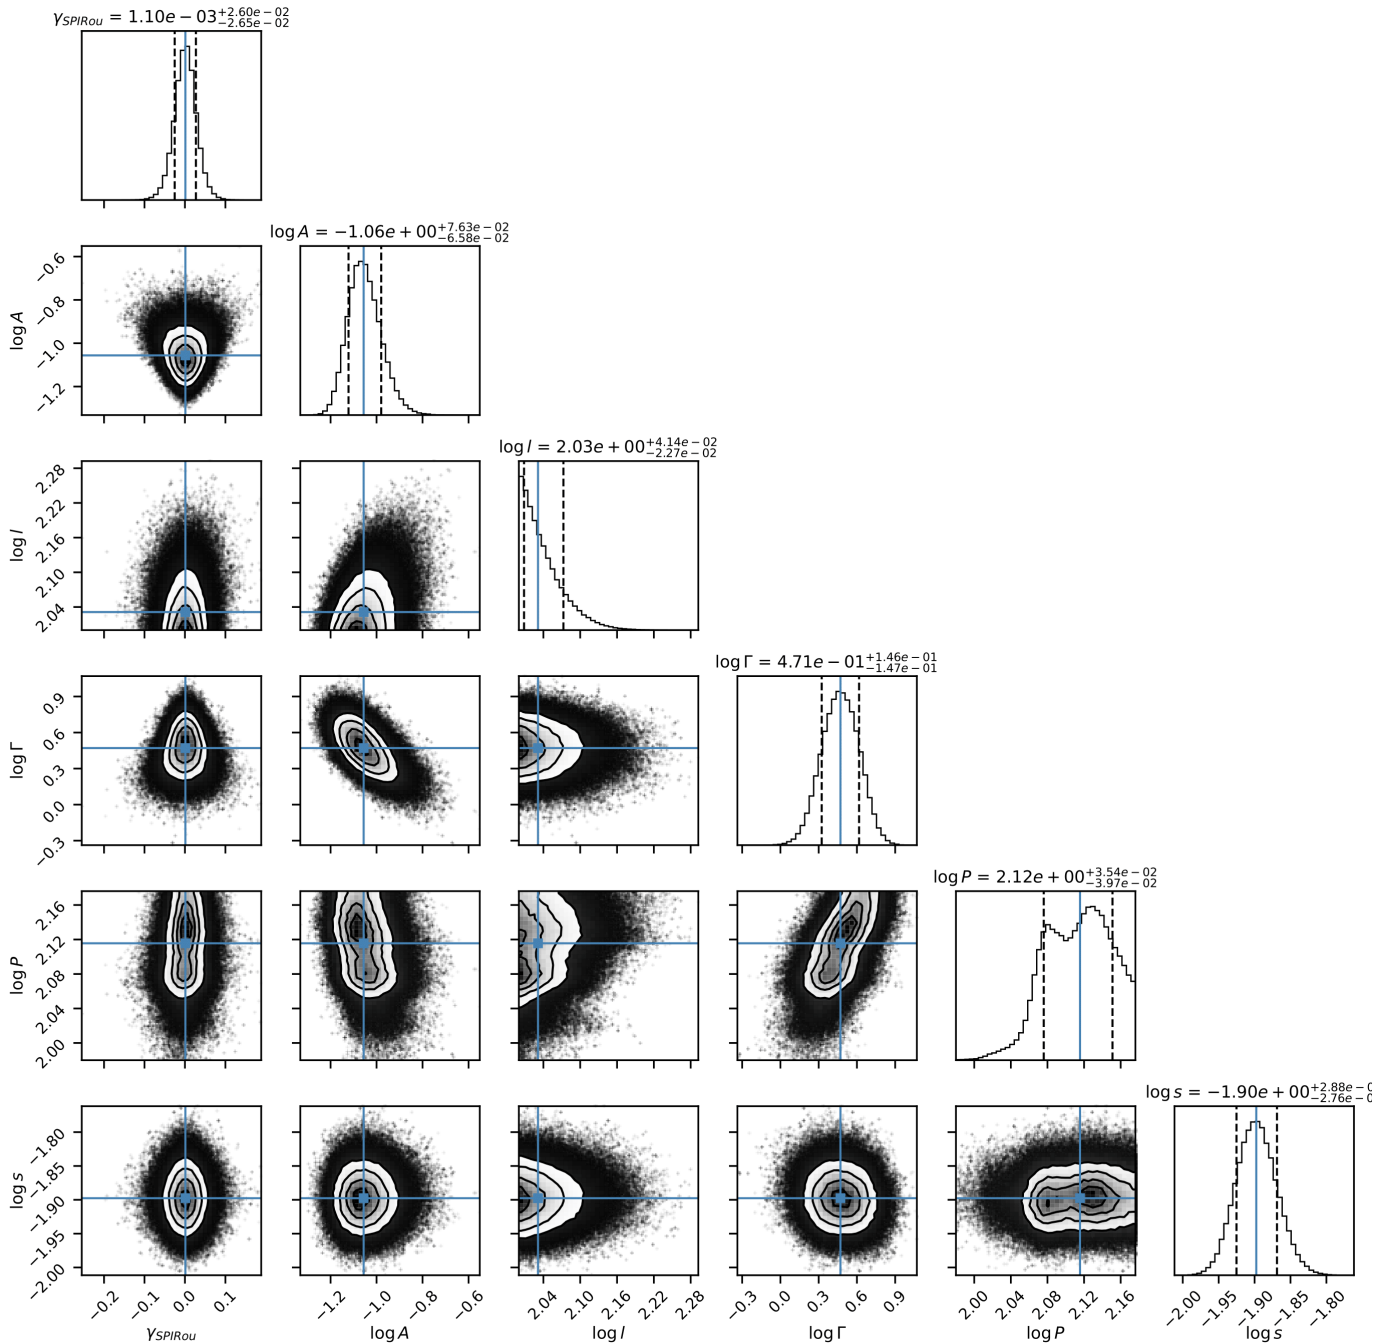 γ_SPIRou = 1.10e − 03^{+2.60e − 02}_{−2.65e − 02}
log A = −1.06e + 00^{+7.63e − 02}_{−6.58e − 02}
−0.6
−0.8
−1.0
−1.2
log A
log l = 2.03e + 00^{+4.14e − 02}_{−2.27e − 02}
2.28
2.22
2.16
2.10
2.04
log l
log Γ = 4.71e − 01^{+1.46e − 01}_{−1.47e − 01}
0.9
0.6
0.3
0.0
−0.3
log Γ
log P = 2.12e + 00^{+3.54e − 02}_{−3.97e − 02}
2.16
2.12
2.08
2.04
2.00
log P
log s = −1.90e + 00^{+2.88e −}_{−2.76e −}
−1.80
−1.85
−1.90
−1.95
−2.00
log s
−0.2 −0.1 0.0 0.1 −1.2 −1.0 −0.8 −0.6 2.04 2.10 2.16 2.22 2.28 −0.3 0.0 0.3 0.6 0.9 2.00 2.04 2.08 2.12 2.16 −2.00 −1.95 −1.90 −1.85 −1.80
γ_SPIRou log A log l log Γ log P log s